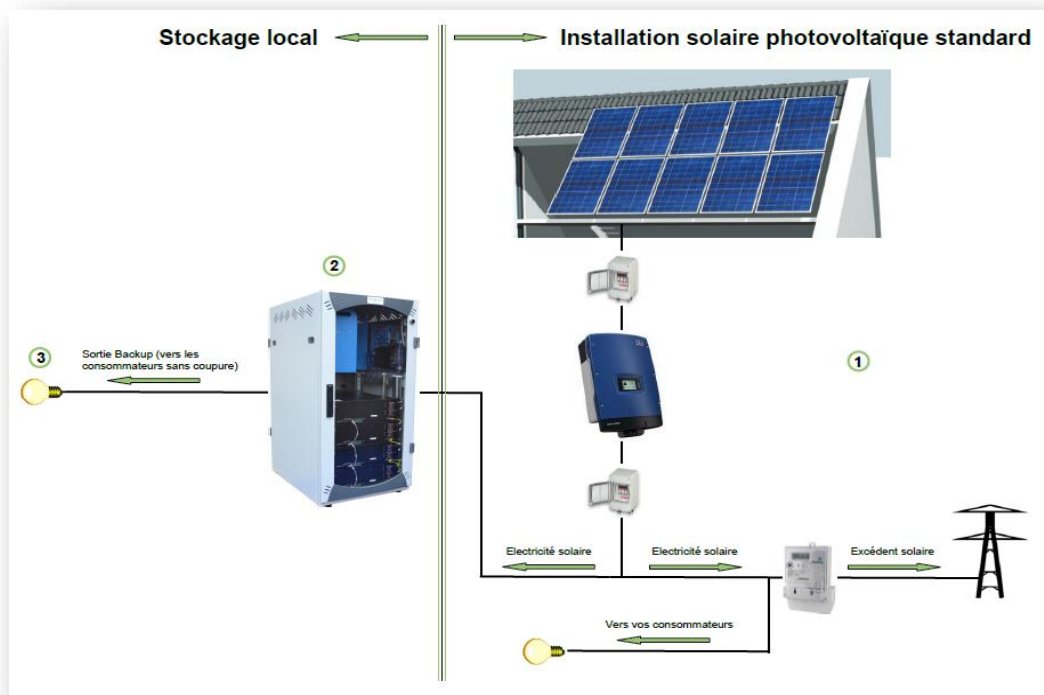 Stockage local
Installation solaire photovoltaïque standard
2
1
3
Sortie Backup (vers les
consommateurs sans coupure)
Electricité solaire
Electricité solaire
Excédent solaire
Vers vos consommateurs